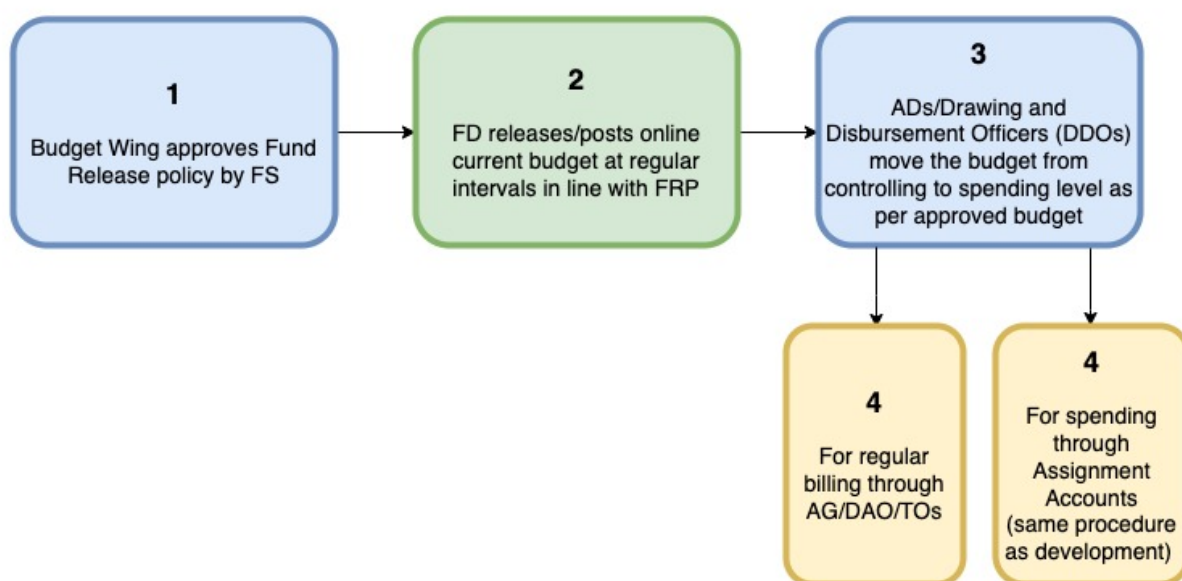 1
Budget Wing approves Fund
Release policy by FS
2
FD releases/posts online
current budget at regular
intervals in line with FRP
3
ADs/Drawing and
Disbursement Officers (DDOs)
move the budget from
controlling to spending level as
per approved budget
4
For regular
billing through
AG/DAO/TOs
4
For spending
through
Assignment
Accounts
(same procedure
as development)